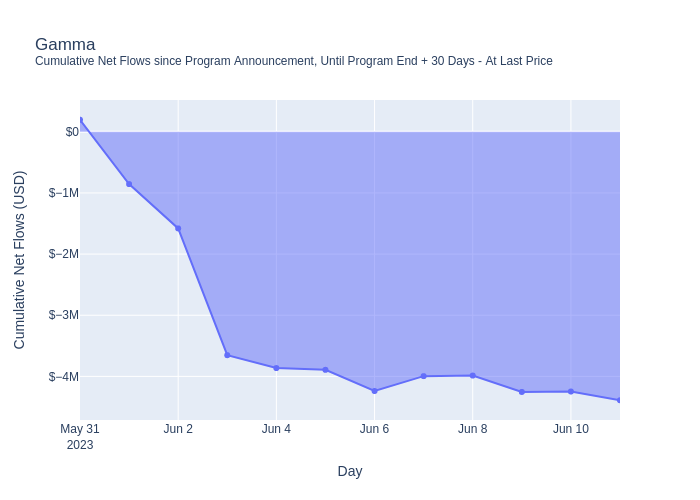 Gamma
Cumulative Net Flows since Program Announcement, Until Program End + 30 Days - At Last Price
Cumulative Net Flows (USD)
$0
$−1M
$−2M
$−3M
$−4M
May 31
2023
Jun 2
Jun 4
Jun 6
Jun 8
Jun 10
Day